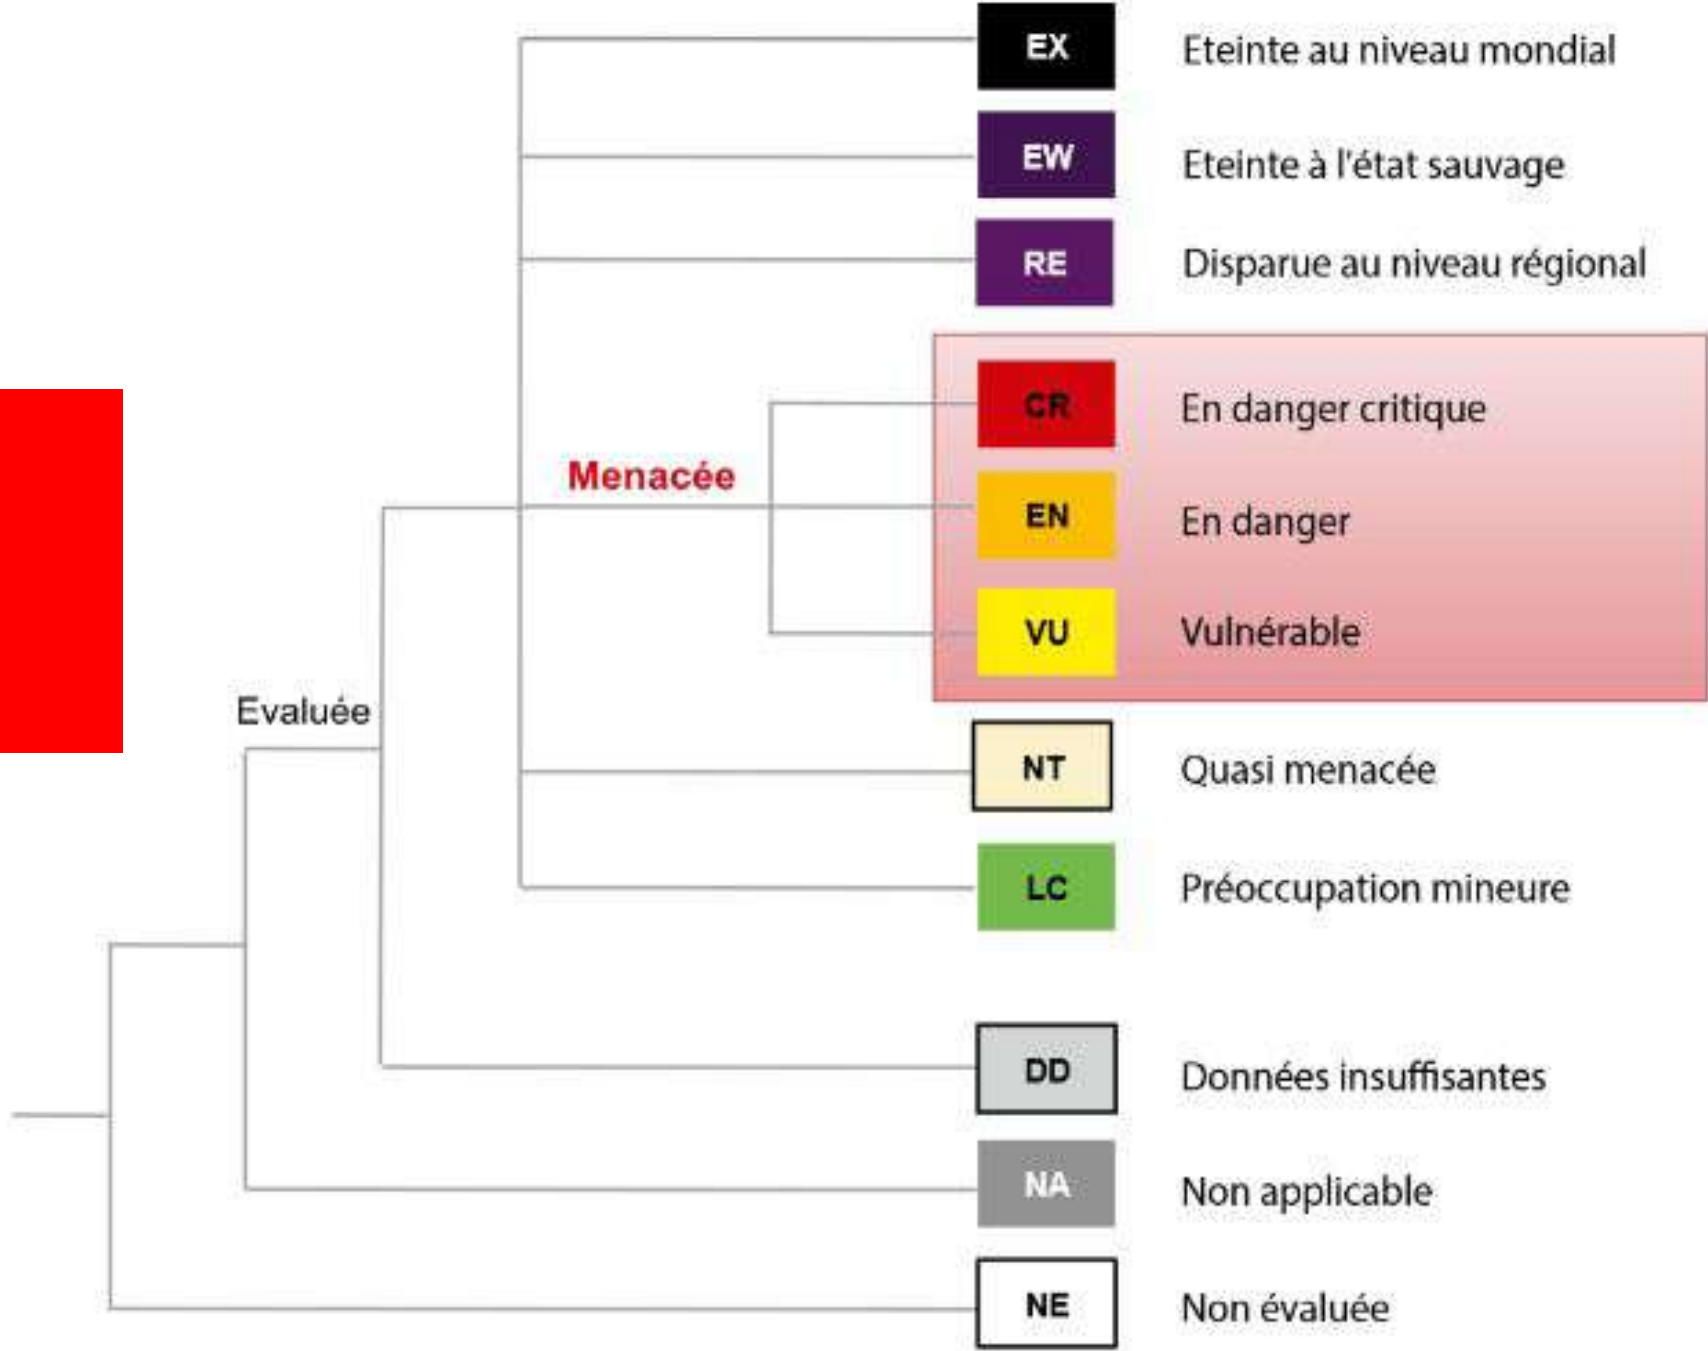 EX Eteinte au niveau mondial
EW Eteinte à l'état sauvage
RE Disparue au niveau régional
CR En danger critique
Menacée
EN En danger
VU Vulnérable
Evaluée
NT Quasi menacée
LC Préoccupation mineure
DD Données insuffisantes
NA Non applicable
NE Non évaluée